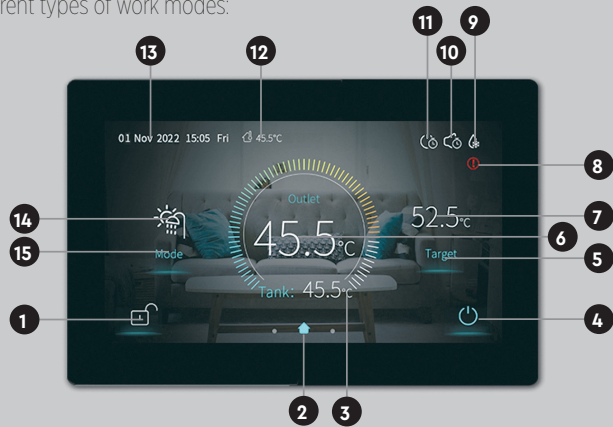 rent types of work modes:
11 10 9
13 12
01 Nov 2022 15:05 Fri 45.5°C
8
Outlet
14 52.5°C 7
45.5°C 6
15 Mode Target 5
Tank: 45.5°C
1 4
2 3